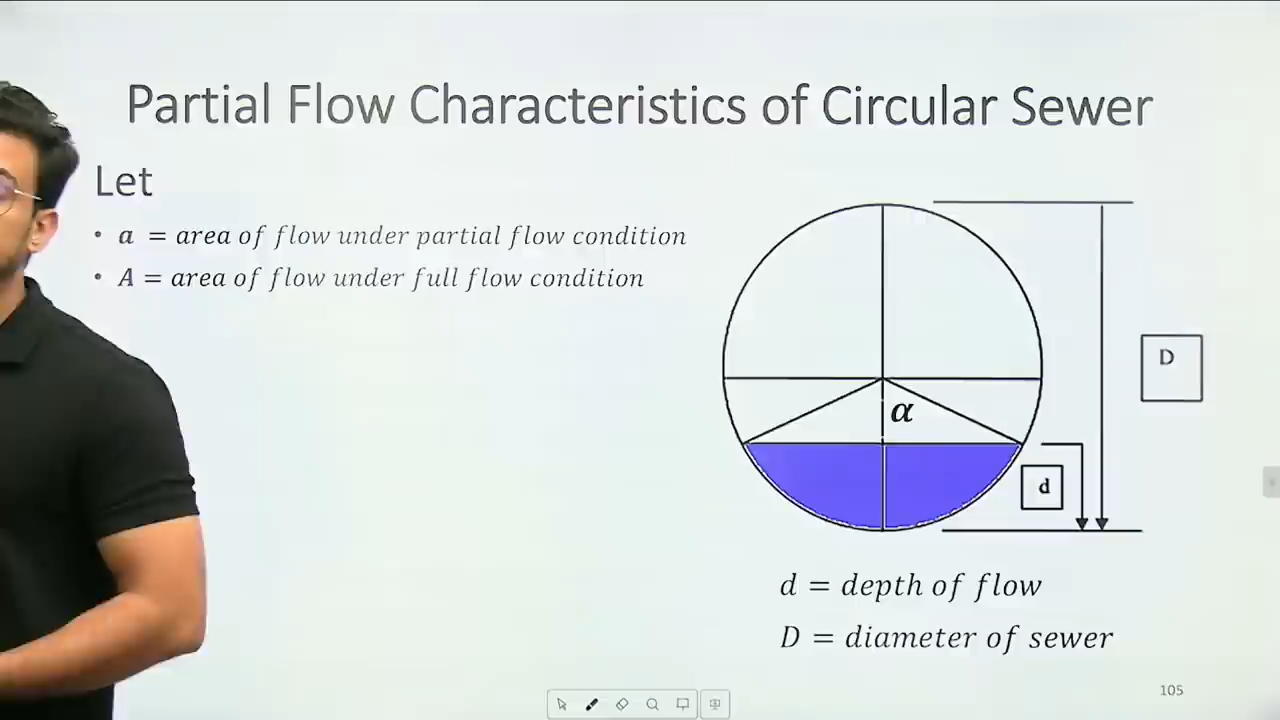 Partial Flow Characteristics of Circular Sewer
Let
• a = area of flow under partial flow condition
• A = area of flow under full flow condition
D
α
d
d = depth of flow
D = diameter of sewer
105